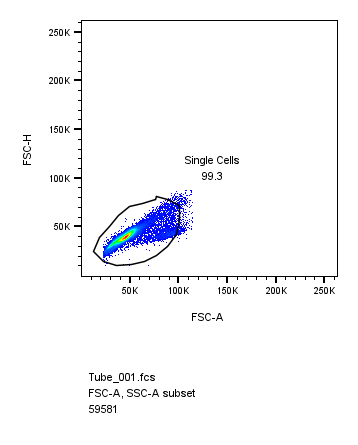 250K
200K
150K
100K
50K
FSC-H
Single Cells
99.3
50K 100K 150K 200K 250K
FSC-A
Tube_001.fcs
FSC-A, SSC-A subset
59581